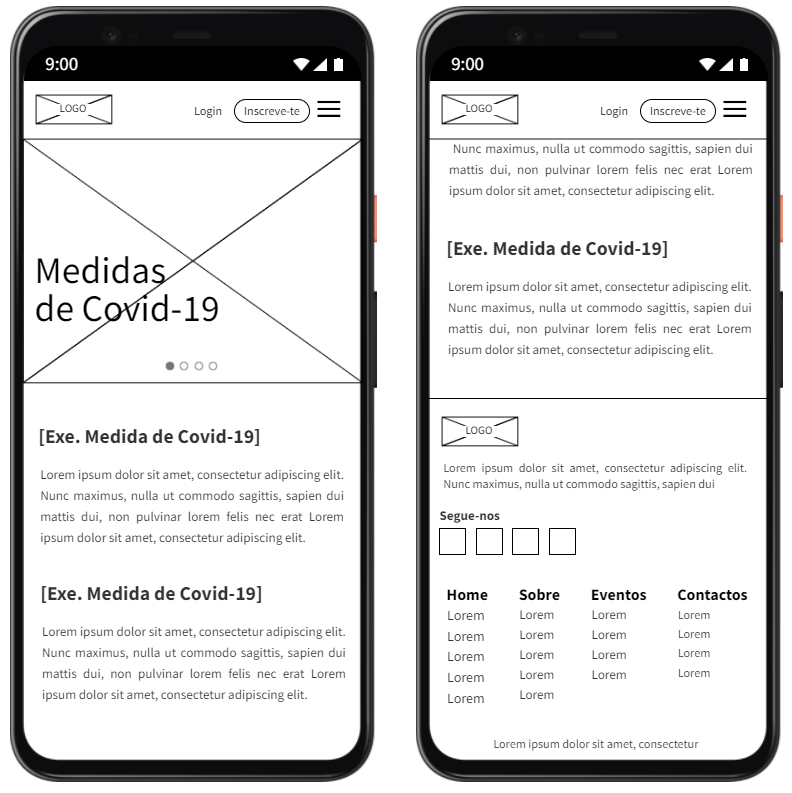 9:00
LOGO
Login
Inscreve-te
Medidas
de Covid-19
[Exe. Medida de Covid-19]
Lorem ipsum dolor sit amet, consectetur adipiscing elit.
Nunc maximus, nulla ut commodo sagittis, sapien dui
mattis dui, non pulvinar lorem felis nec erat Lorem
ipsum dolor sit amet, consectetur adipiscing elit.
[Exe. Medida de Covid-19]
Lorem ipsum dolor sit amet, consectetur adipiscing elit.
Nunc maximus, nulla ut commodo sagittis, sapien dui
mattis dui, non pulvinar lorem felis nec erat Lorem
ipsum dolor sit amet, consectetur adipiscing elit.
9:00
LOGO
Login
Inscreve-te
Nunc maximus, nulla ut commodo sagittis, sapien dui
mattis dui, non pulvinar lorem felis nec erat Lorem
ipsum dolor sit amet, consectetur adipiscing elit.
[Exe. Medida de Covid-19]
Lorem ipsum dolor sit amet, consectetur adipiscing elit.
Nunc maximus, nulla ut commodo sagittis, sapien dui
mattis dui, non pulvinar lorem felis nec erat Lorem
ipsum dolor sit amet, consectetur adipiscing elit.
LOGO
Lorem ipsum dolor sit amet, consectetur adipiscing elit.
Nunc maximus, nulla ut commodo sagittis, sapien dui
Segue-nos
Home
Lorem
Lorem
Lorem
Lorem
Lorem
Sobre
Lorem
Lorem
Lorem
Lorem
Lorem
Eventos
Lorem
Lorem
Lorem
Lorem
Contactos
Lorem
Lorem
Lorem
Lorem
Lorem ipsum dolor sit amet, consectetur